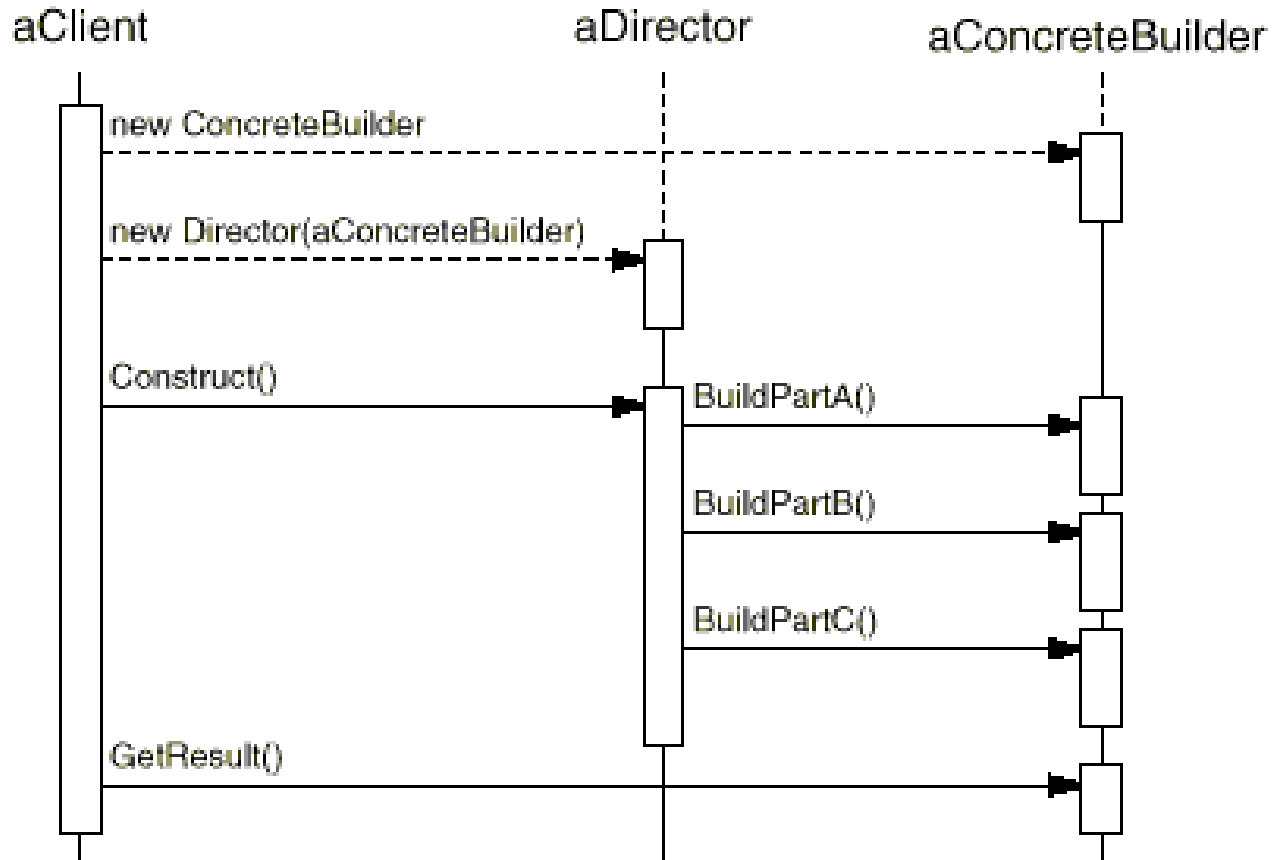 aClient
aDirector
aConcreteBuilder
new ConcreteBuilder
new Director(aConcreteBuilder)
Construct()
BuildPartA()
BuildPartB()
BuildPartC()
GetResult()